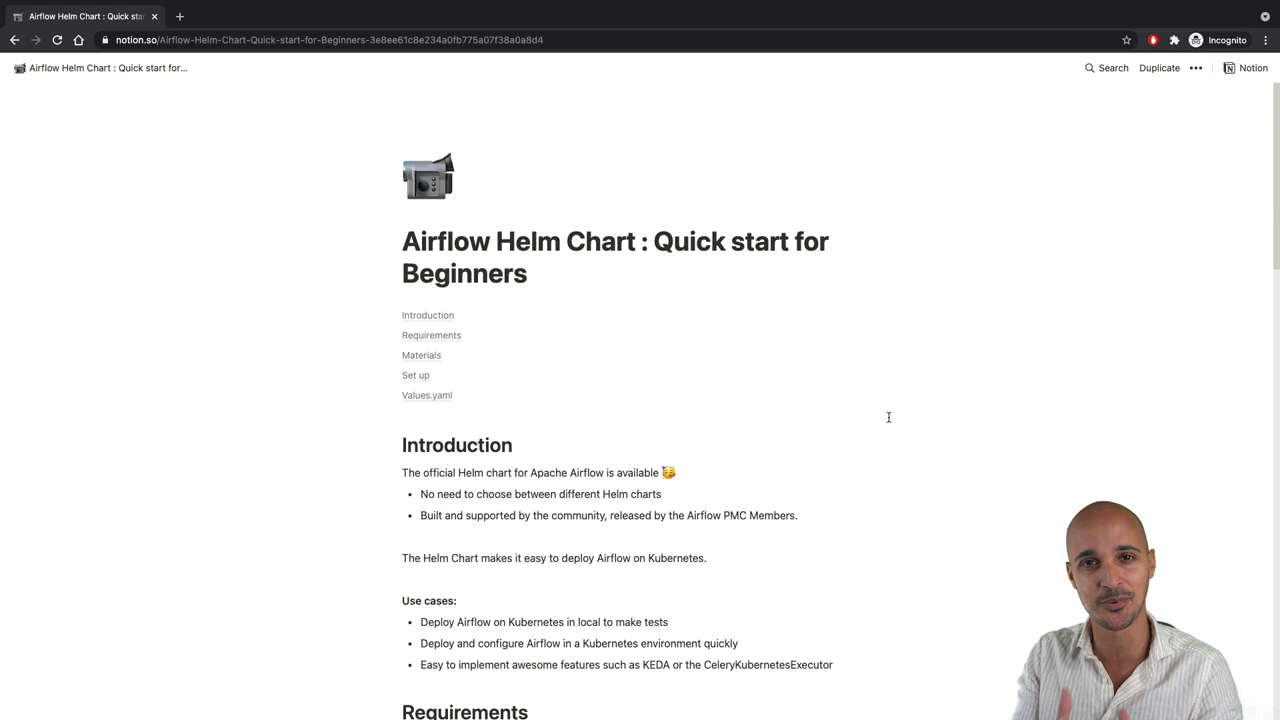 Airflow Helm Chart : Quick sta
notion.so/Airflow-Helm-Chart-Quick-start-for-Beginners-3e8ee61c8e234a0fb775a07f38a0a8d4
Incognito
Airflow Helm Chart : Quick start for...
Search
Duplicate
Notion
Airflow Helm Chart : Quick start for
Beginners
Introduction
Requirements
Materials
Set up
Values.yaml
Introduction
The official Helm chart for Apache Airflow is available 🥳
• No need to choose between different Helm charts
• Built and supported by the community, released by the Airflow PMC Members.
The Helm Chart makes it easy to deploy Airflow on Kubernetes.
Use cases:
• Deploy Airflow on Kubernetes in local to make tests
• Deploy and configure Airflow in a Kubernetes environment quickly
• Easy to implement awesome features such as KEDA or the CeleryKubernetesExecutor
Requirements